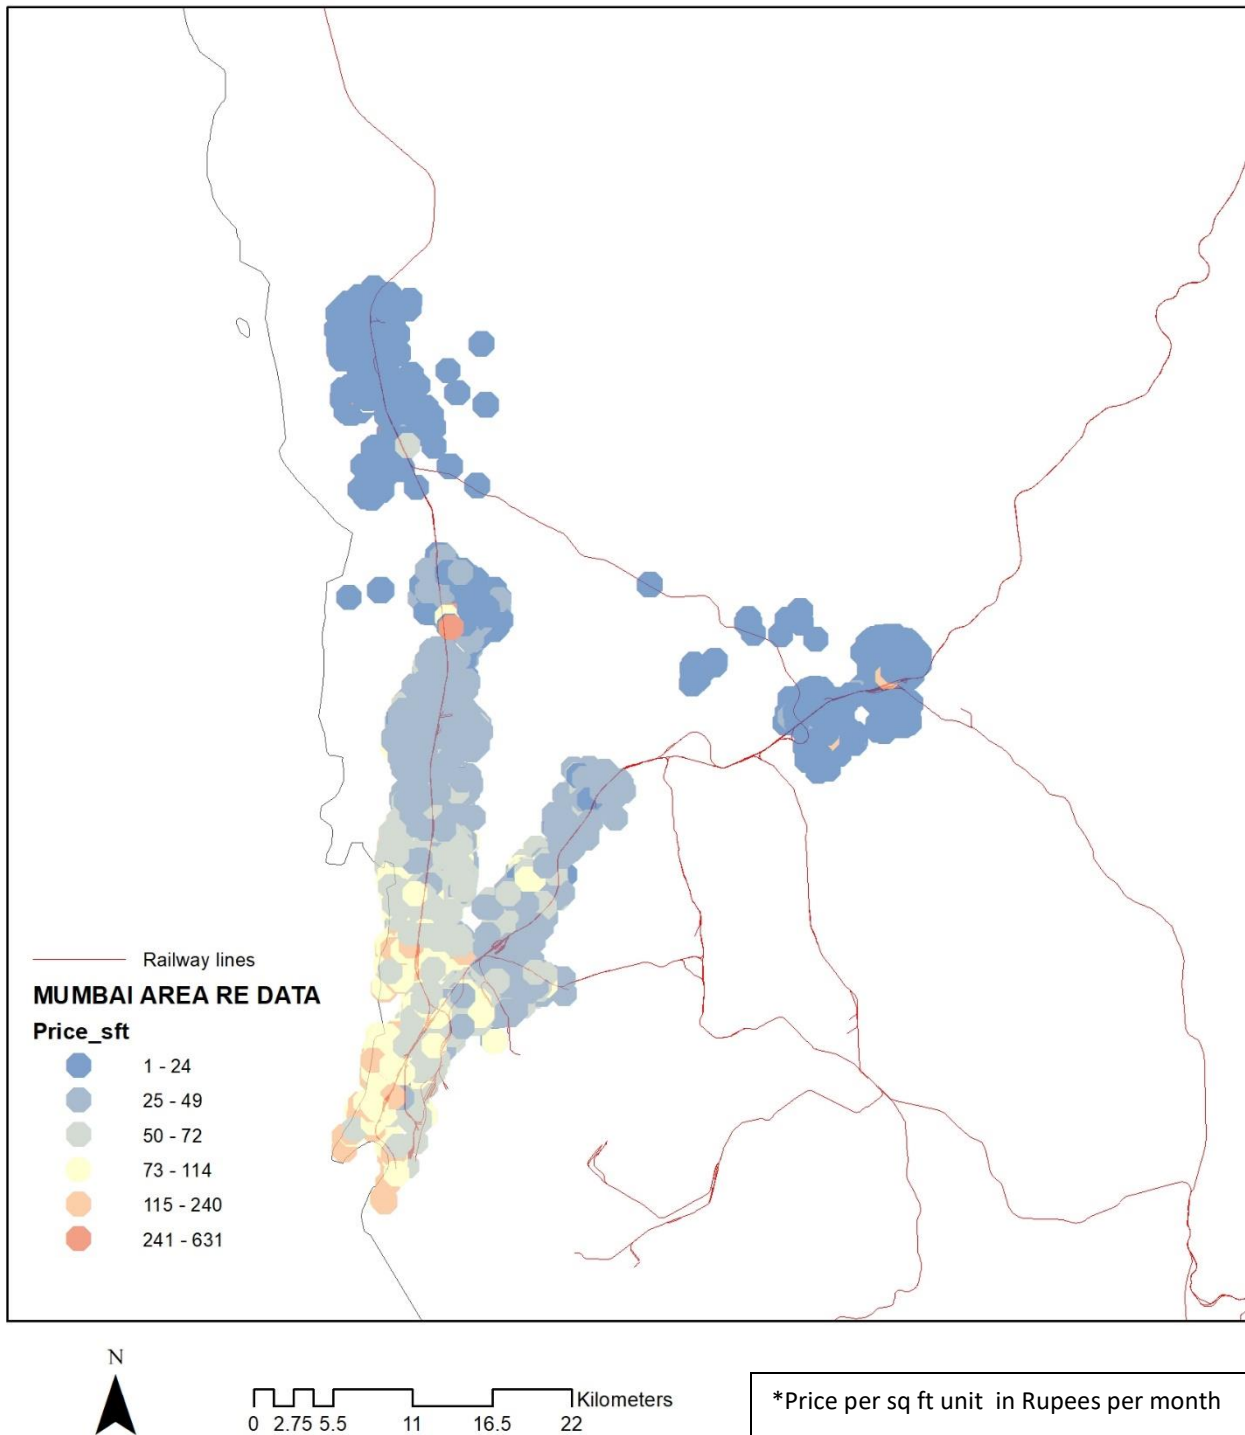 Railway lines
MUMBAI AREA RE DATA
Price_sft
1 - 24
25 - 49
50 - 72
73 - 114
115 - 240
241 - 631
N
Kilometers
0 2.75 5.5 11 16.5 22
*Price per sq ft unit in Rupees per month